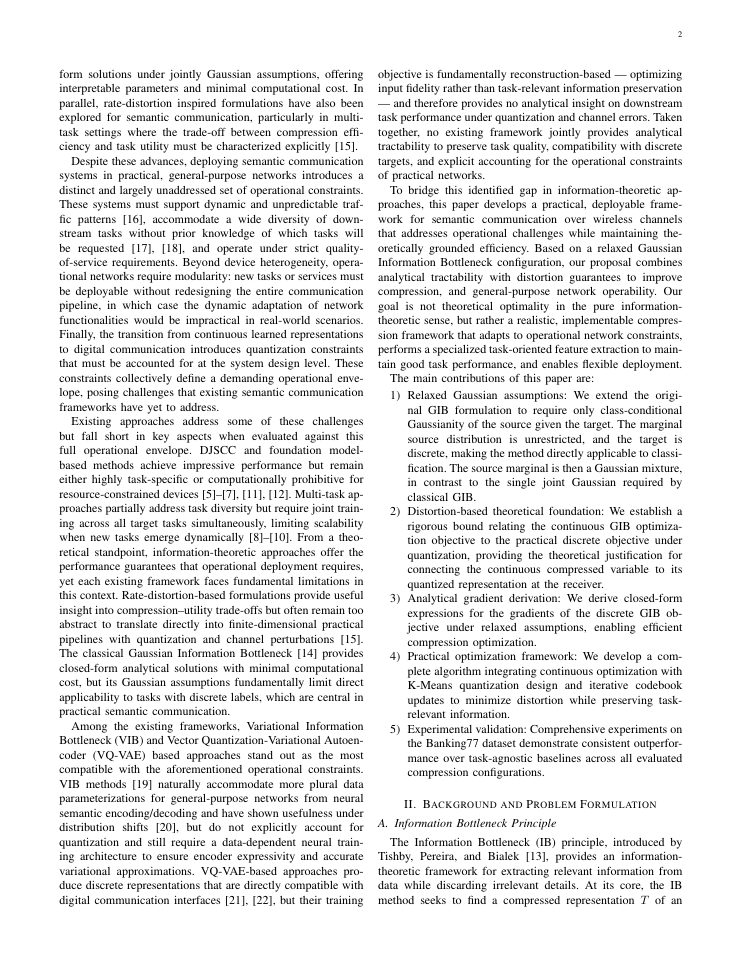 2
form solutions under jointly Gaussian assumptions, offering
interpretable parameters and minimal computational cost. In
parallel, rate-distortion inspired formulations have also been
explored for semantic communication, particularly in multi-
task settings where the trade-off between compression effi-
ciency and task utility must be characterized explicitly [15].
Despite these advances, deploying semantic communication
systems in practical, general-purpose networks introduces a
distinct and largely unaddressed set of operational constraints.
These systems must support dynamic and unpredictable traf-
fic patterns [16], accommodate a wide diversity of down-
stream tasks without prior knowledge of which tasks will
be requested [17], [18], and operate under strict quality-
of-service requirements. Beyond device heterogeneity, opera-
tional networks require modularity: new tasks or services must
be deployable without redesigning the entire communication
pipeline, in which case the dynamic adaptation of network
functionalities would be impractical in real-world scenarios.
Finally, the transition from continuous learned representations
to digital communication introduces quantization constraints
that must be accounted for at the system design level. These
constraints collectively define a demanding operational enve-
lope, posing challenges that existing semantic communication
frameworks have yet to address.
Existing approaches address some of these challenges
but fall short in key aspects when evaluated against this
full operational envelope. DJSCC and foundation model-
based methods achieve impressive performance but remain
either highly task-specific or computationally prohibitive for
resource-constrained devices [5]–[7], [11], [12]. Multi-task ap-
proaches partially address task diversity but require joint train-
ing across all target tasks simultaneously, limiting scalability
when new tasks emerge dynamically [8]–[10]. From a theo-
retical standpoint, information-theoretic approaches offer the
performance guarantees that operational deployment requires,
yet each existing framework faces fundamental limitations in
this context. Rate-distortion-based formulations provide useful
insight into compression–utility trade-offs but often remain too
abstract to translate directly into finite-dimensional practical
pipelines with quantization and channel perturbations [15].
The classical Gaussian Information Bottleneck [14] provides
closed-form analytical solutions with minimal computational
cost, but its Gaussian assumptions fundamentally limit direct
applicability to tasks with discrete labels, which are central in
practical semantic communication.
Among the existing frameworks, Variational Information
Bottleneck (VIB) and Vector Quantization-Variational Autoen-
coder (VQ-VAE) based approaches stand out as the most
compatible with the aforementioned operational constraints.
VIB methods [19] naturally accommodate more plural data
parameterizations for general-purpose networks from neural
semantic encoding/decoding and have shown usefulness under
distribution shifts [20], but do not explicitly account for
quantization and still require a data-dependent neural train-
ing architecture to ensure encoder expressivity and accurate
variational approximations. VQ-VAE-based approaches pro-
duce discrete representations that are directly compatible with
digital communication interfaces [21], [22], but their training
objective is fundamentally reconstruction-based — optimizing
input fidelity rather than task-relevant information preservation
— and therefore provides no analytical insight on downstream
task performance under quantization and channel errors. Taken
together, no existing framework jointly provides analytical
tractability to preserve task quality, compatibility with discrete
targets, and explicit accounting for the operational constraints
of practical networks.
To bridge this identified gap in information-theoretic ap-
proaches, this paper develops a practical, deployable frame-
work for semantic communication over wireless channels
that addresses operational challenges while maintaining the-
oretically grounded efficiency. Based on a relaxed Gaussian
Information Bottleneck configuration, our proposal combines
analytical tractability with distortion guarantees to improve
compression, and general-purpose network operability. Our
goal is not theoretical optimality in the pure information-
theoretic sense, but rather a realistic, implementable compres-
sion framework that adapts to operational network constraints,
performs a specialized task-oriented feature extraction to main-
tain good task performance, and enables flexible deployment.
The main contributions of this paper are:
1) Relaxed Gaussian assumptions: We extend the origi-
nal GIB formulation to require only class-conditional
Gaussianity of the source given the target. The marginal
source distribution is unrestricted, and the target is
discrete, making the method directly applicable to classi-
fication. The source marginal is then a Gaussian mixture,
in contrast to the single joint Gaussian required by
classical GIB.
2) Distortion-based theoretical foundation: We establish a
rigorous bound relating the continuous GIB optimiza-
tion objective to the practical discrete objective under
quantization, providing the theoretical justification for
connecting the continuous compressed variable to its
quantized representation at the receiver.
3) Analytical gradient derivation: We derive closed-form
expressions for the gradients of the discrete GIB ob-
jective under relaxed assumptions, enabling efficient
compression optimization.
4) Practical optimization framework: We develop a com-
plete algorithm integrating continuous optimization with
K-Means quantization design and iterative codebook
updates to minimize distortion while preserving task-
relevant information.
5) Experimental validation: Comprehensive experiments on
the Banking77 dataset demonstrate consistent outperfor-
mance over task-agnostic baselines across all evaluated
compression configurations.
II. BACKGROUND AND PROBLEM FORMULATION
A. Information Bottleneck Principle
The Information Bottleneck (IB) principle, introduced by
Tishby, Pereira, and Bialek [13], provides an information-
theoretic framework for extracting relevant information from
data while discarding irrelevant details. At its core, the IB
method seeks to find a compressed representation T of an